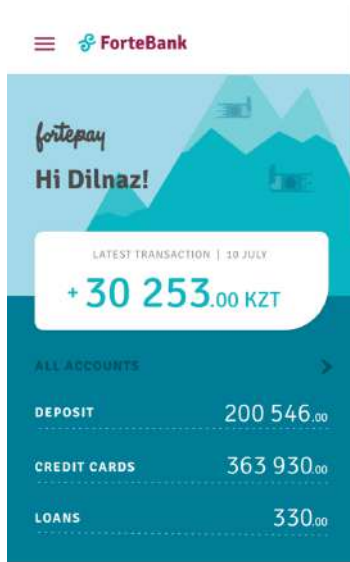 ForteBank
fortepay
Hi Dilnaz!
LATEST TRANSACTION | 10 JULY
+ 30 253.00 KZT
ALL ACCOUNTS
DEPOSIT 200 546.00
CREDIT CARDS 363 930.00
LOANS 330.00